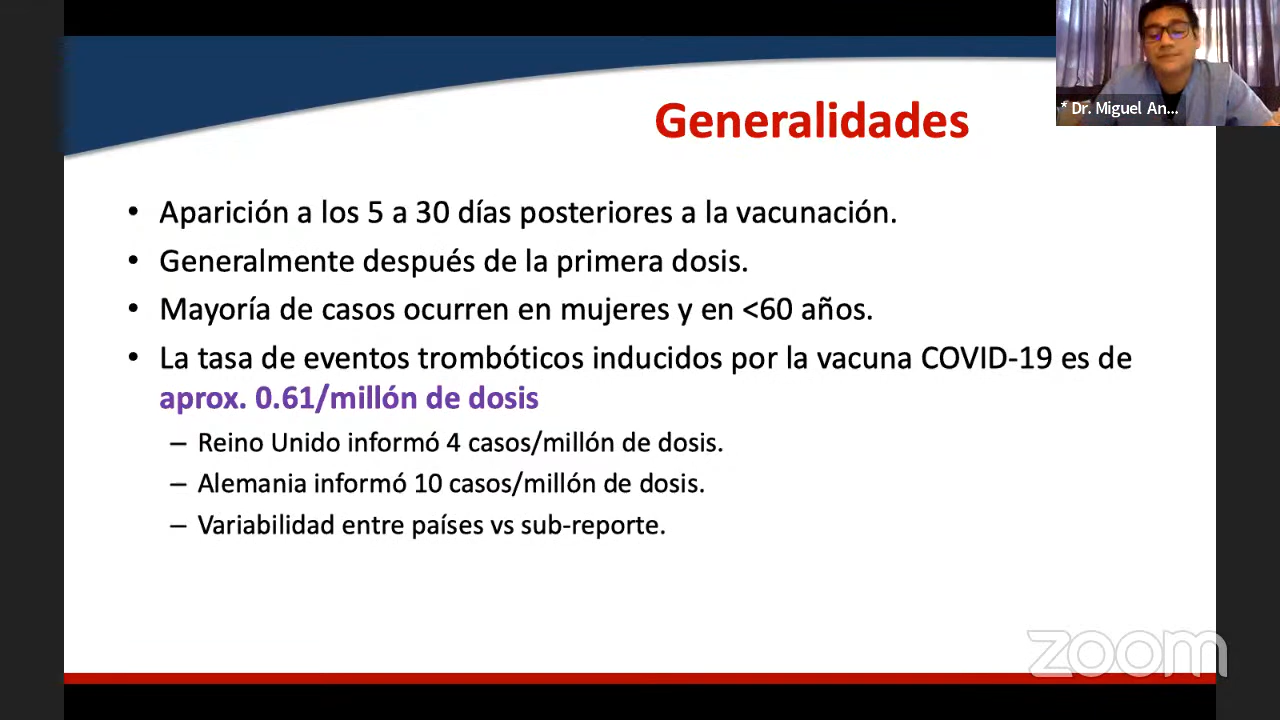 Generalidades
* Dr. Miguel An...
• Aparición a los 5 a 30 días posteriores a la vacunación.
• Generalmente después de la primera dosis.
• Mayoría de casos ocurren en mujeres y en <60 años.
• La tasa de eventos trombóticos inducidos por la vacuna COVID-19 es de
aprox. 0.61/millón de dosis
– Reino Unido informó 4 casos/millón de dosis.
– Alemania informó 10 casos/millón de dosis.
– Variabilidad entre países vs sub-reporte.
zoom